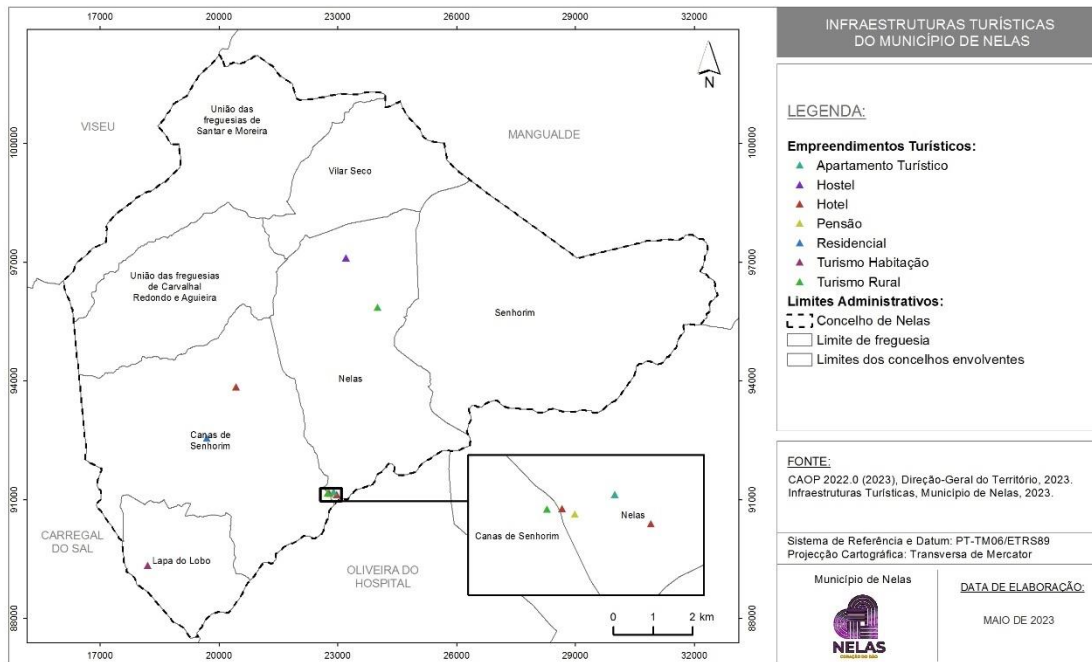 17000 20000 23000 26000 29000 32000
INFRAESTRUTURAS TURÍSTICAS
DO MUNICÍPIO DE NELAS
N
VISEU
União das
freguesias de
Santar e Moreira
MANGUALDE
Vilar Seco
União das freguesias
de Carvalhal
Redondo e Aguieira
Senhorim
Nelas
Canas de
Senhorim
Nelas
Canas de Senhorim
CARREGAL
DO SAL
Lapa do Lobo
OLIVEIRA DO
HOSPITAL
0 1 2 km
100000
97000
94000
91000
88000
100000
97000
94000
91000
88000
17000 20000 23000 26000 29000 32000
LEGENDA:
Empreendimentos Turísticos:
Apartamento Turístico
Hostel
Hotel
Pensão
Residencial
Turismo Habitação
Turismo Rural
Limites Administrativos:
Concelho de Nelas
Limite de freguesia
Limites dos concelhos envolventes
FONTE:
CAOP 2022.0 (2023), Direção-Geral do Território, 2023.
Infraestruturas Turísticas, Município de Nelas, 2023.
Sistema de Referência e Datum: PT-TM06/ETRS89
Projecção Cartográfica: Transversa de Mercator
Município de Nelas
NELAS
CORAÇÃO DO DÃO
DATA DE ELABORAÇÃO:
MAIO DE 2023